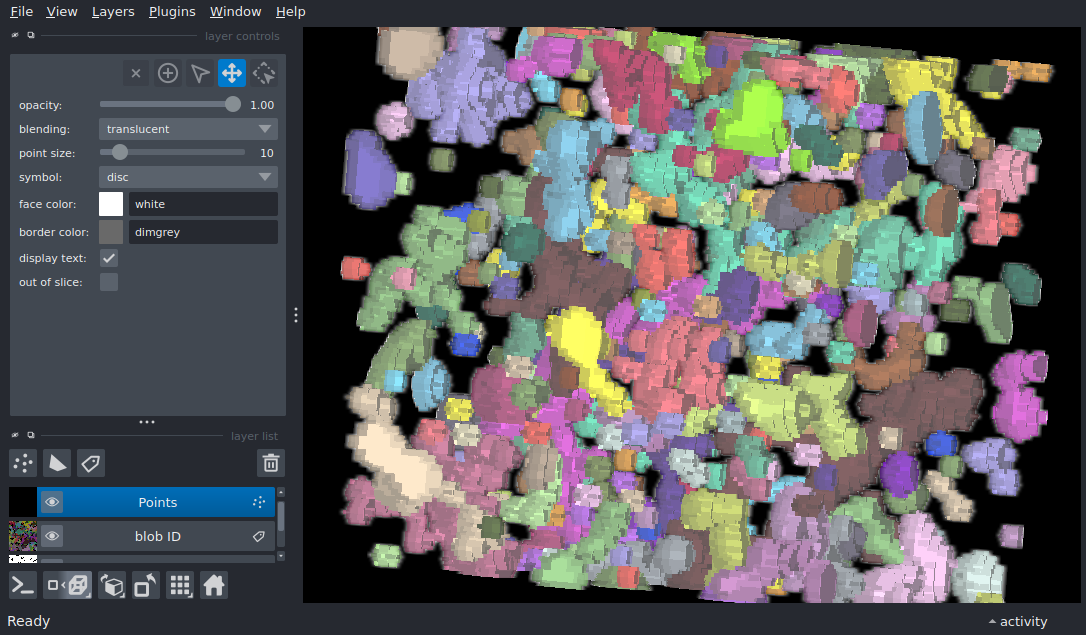 File View Layers Plugins Window Help
layer controls
opacity: 1.00
blending: translucent
point size: 10
symbol: disc
face color: white
border color: dimgrey
display text:
out of slice:
layer list
Points
blob ID
Ready
activity